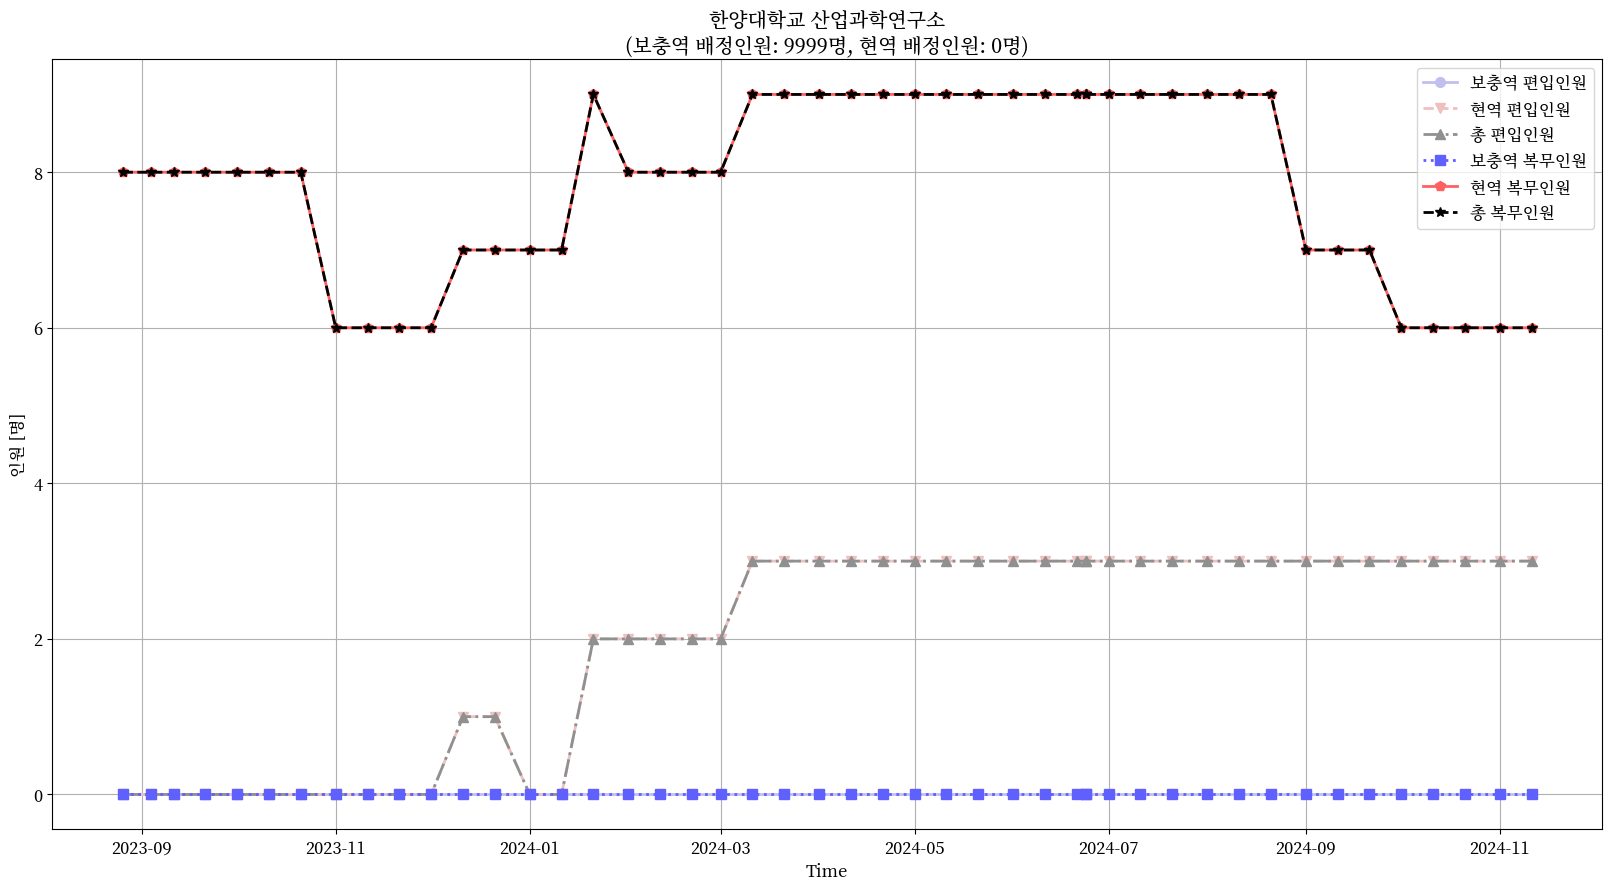 한양대학교 산업과학연구소
(보충역 배정인원: 9999명, 현역 배정인원: 0명)
보충역 편입인원
현역 편입인원
총 편입인원
보충역 복무인원
현역 복무인원
총 복무인원
인원 [명]
8
6
4
2
0
2023-09
2023-11
2024-01
2024-03
2024-05
2024-07
2024-09
2024-11
Time